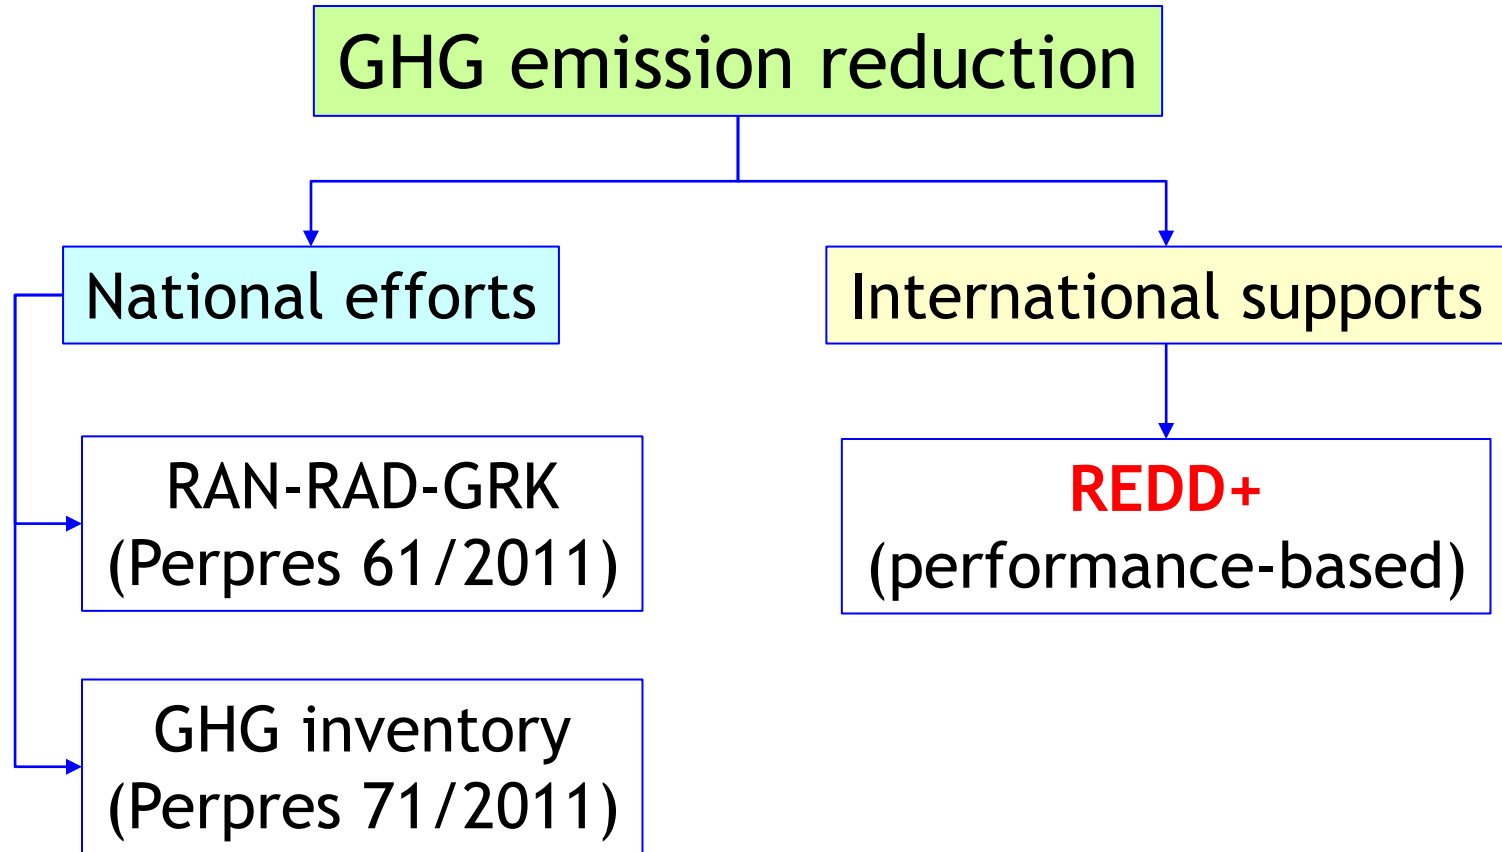 GHG emission reduction
National efforts
International supports
RAN-RAD-GRK
(Perpres 61/2011)
REDD+
(performance-based)
GHG inventory
(Perpres 71/2011)